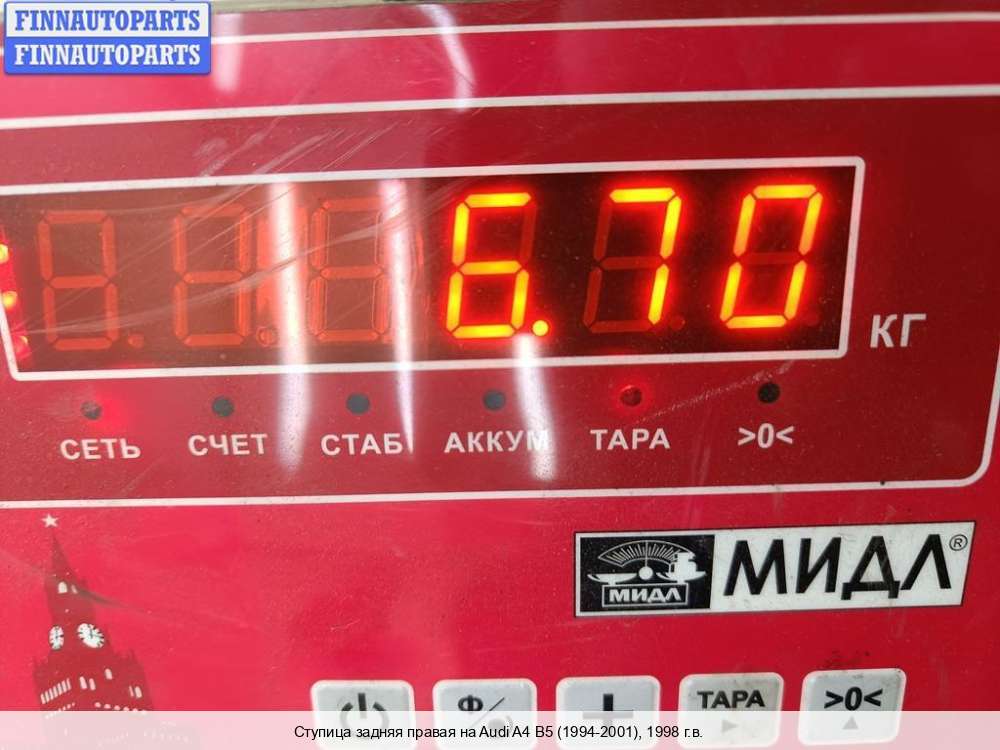 FINNAUTOPARTS
FINNAUTOPARTS
6.70
КГ
СЕТЬ СЧЕТ СТАБ АККУМ ТАРА >0<
МИДЛ МИДЛ®
Ф/ + ТАРА >0<
Ступица задняя правая на Audi A4 B5 (1994-2001), 1998 г.в.